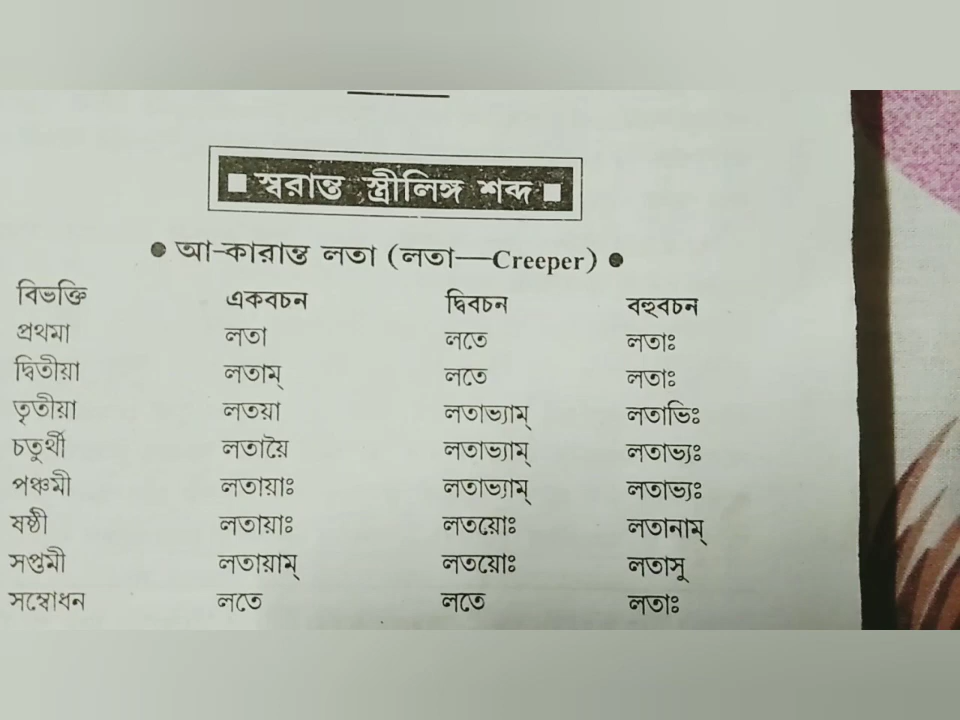 ■ স্বরান্ত স্ত্রীলিঙ্গ শব্দ ■
● আ-কারান্ত লতা (লতা—Creeper) ●
বিভক্তি একবচন দ্বিবচন বহুবচন
প্রথমা লতা লতে লতাঃ
দ্বিতীয়া লতাম্ লতে লতাঃ
তৃতীয়া লতয়া লতাভ্যাম্ লতাভিঃ
চতুর্থী লতায়ৈ লতাভ্যাম্ লতাভ্যঃ
পঞ্চমী লতায়াঃ লতাভ্যাম্ লতাভ্যঃ
ষষ্ঠী লতায়াঃ লতয়োঃ লতানাম্
সপ্তমী লতায়াম্ লতয়োঃ লতাসূ
সম্বোধন লতে লতে লতাঃ